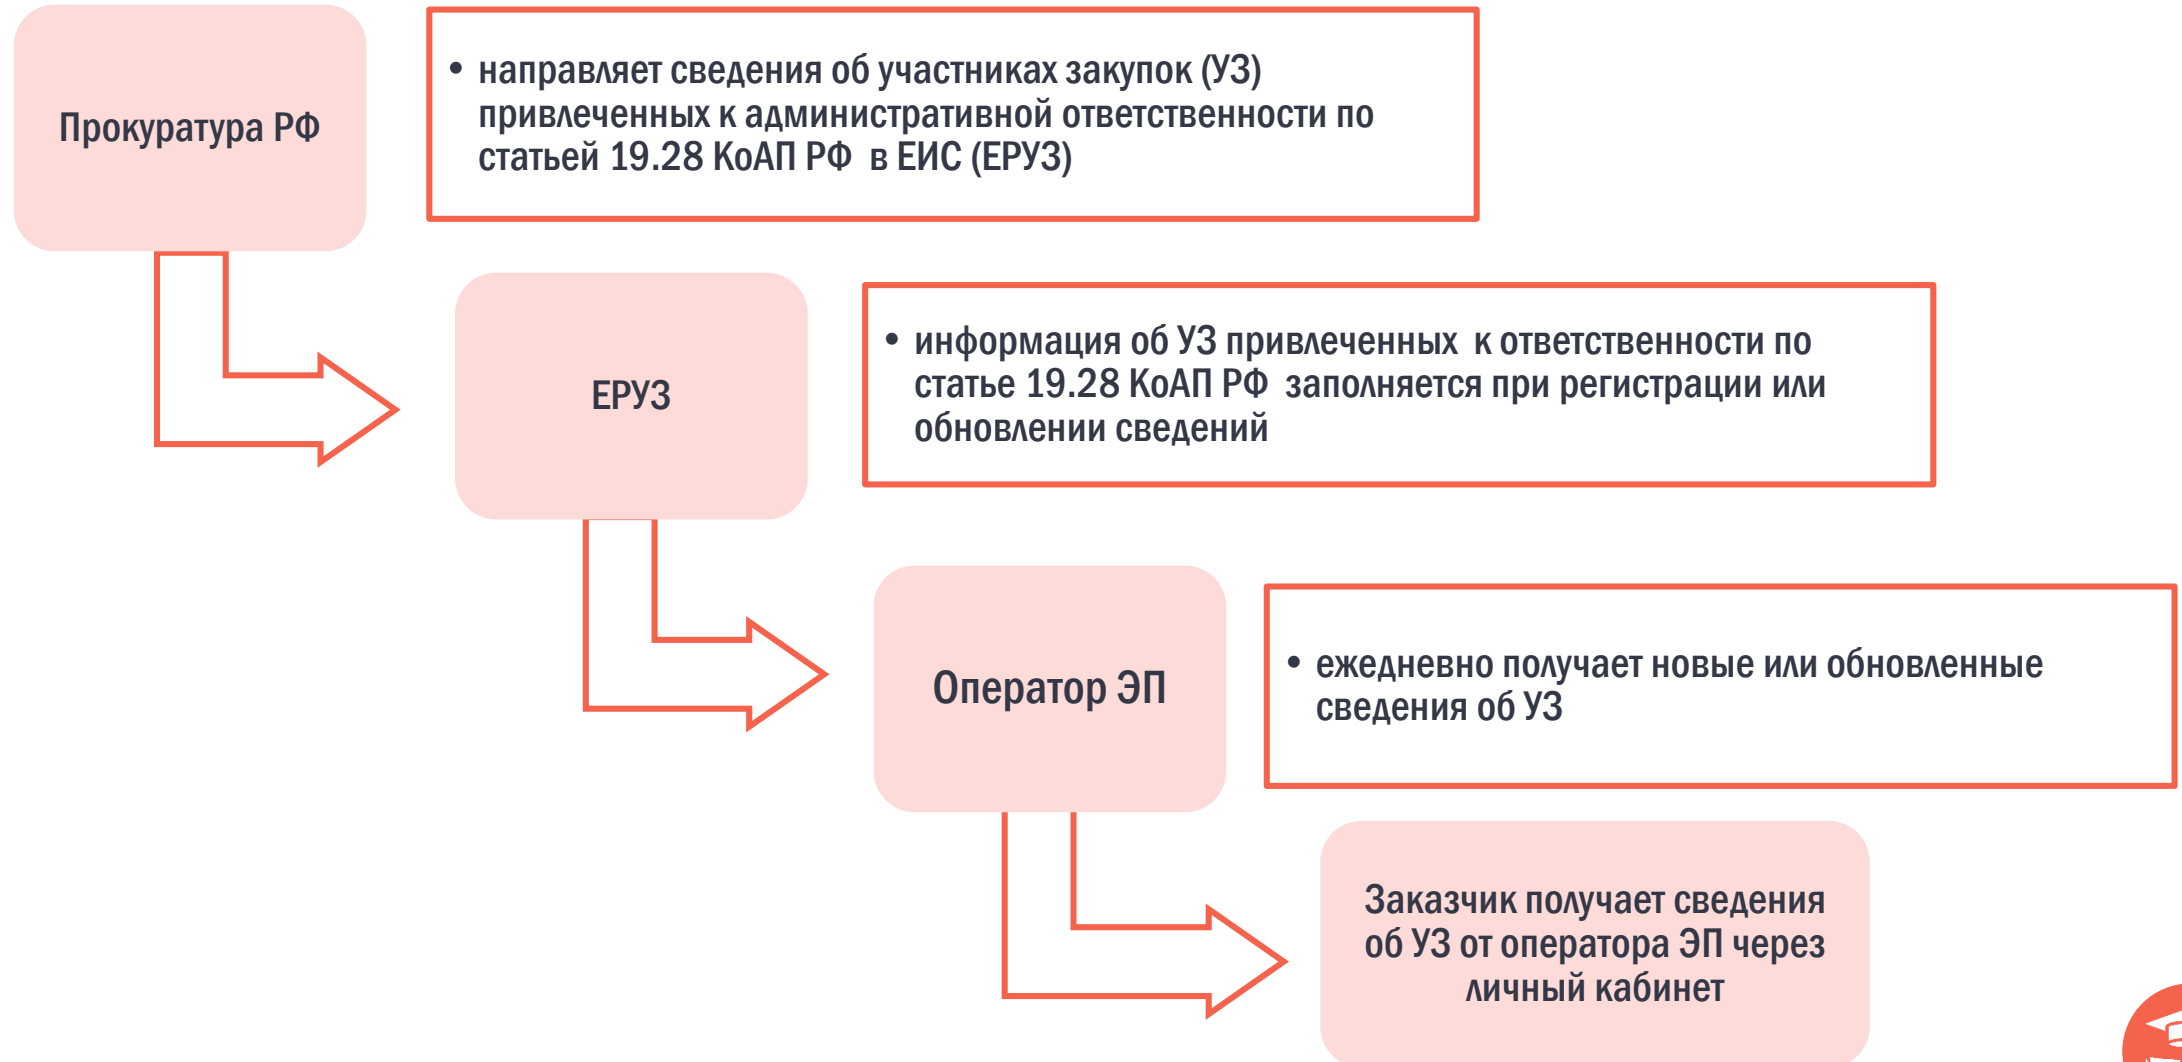 Прокуратура РФ
• направляет сведения об участниках закупок (УЗ)
привлеченных к административной ответственности по
статьей 19.28 КоАП РФ в ЕИС (ЕРУЗ)
ЕРУЗ
• информация об УЗ привлеченных к ответственности по
статье 19.28 КоАП РФ заполняется при регистрации или
обновлении сведений
Оператор ЭП
• ежедневно получает новые или обновленные
сведения об УЗ
Заказчик получает сведения
об УЗ от оператора ЭП через
личный кабинет